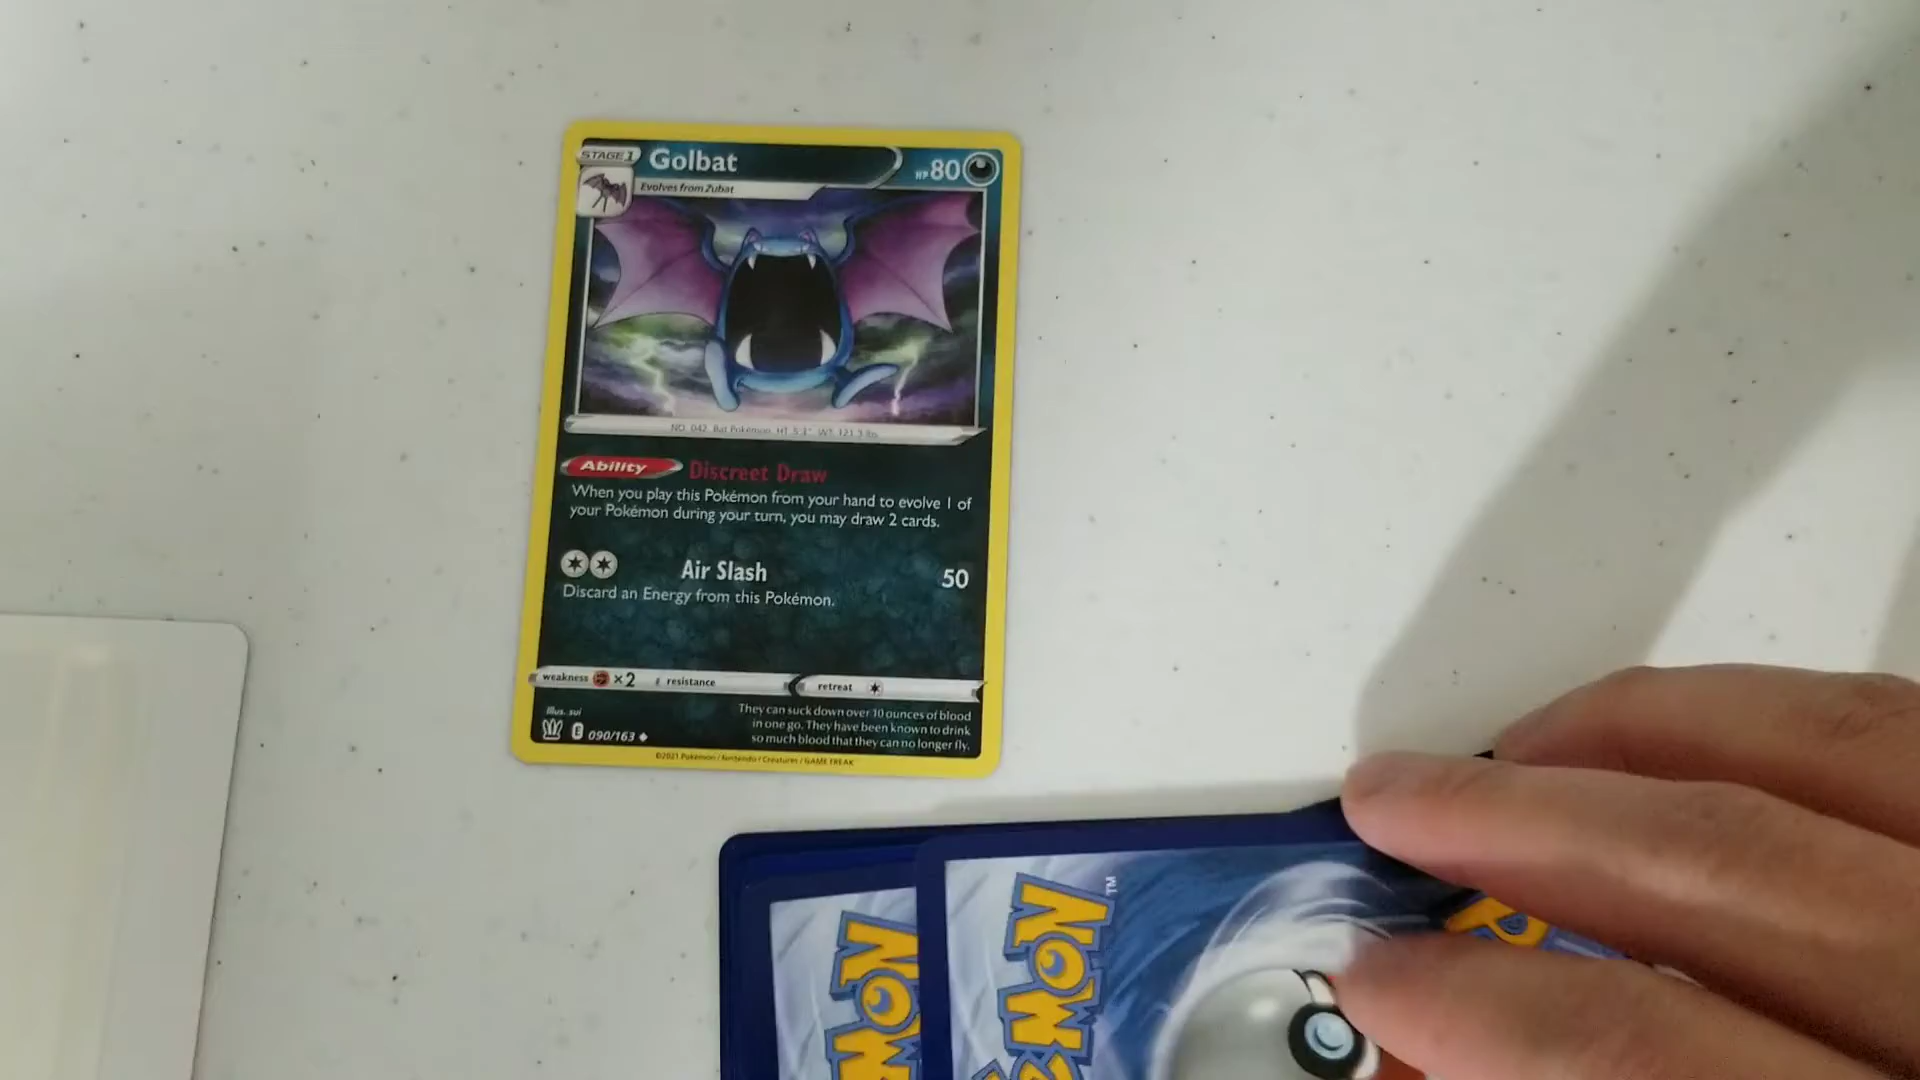 STAGE 1 Golbat HP 80
Evolves from Zubat
NO. 042 Bat Pokémon HT 5'3" WT 121.3 lbs.
Ability Discreet Draw
When you play this Pokémon from your hand to evolve 1 of
your Pokémon during your turn, you may draw 2 cards.
Air Slash 50
Discard an Energy from this Pokémon.
weakness ×2 resistance retreat
Illus. sui
They can suck down over 10 ounces of blood
in one go. They have been known to drink
so much blood that they can no longer fly.
E 090/163
©2021 Pokémon / Nintendo / Creatures / GAME FREAK